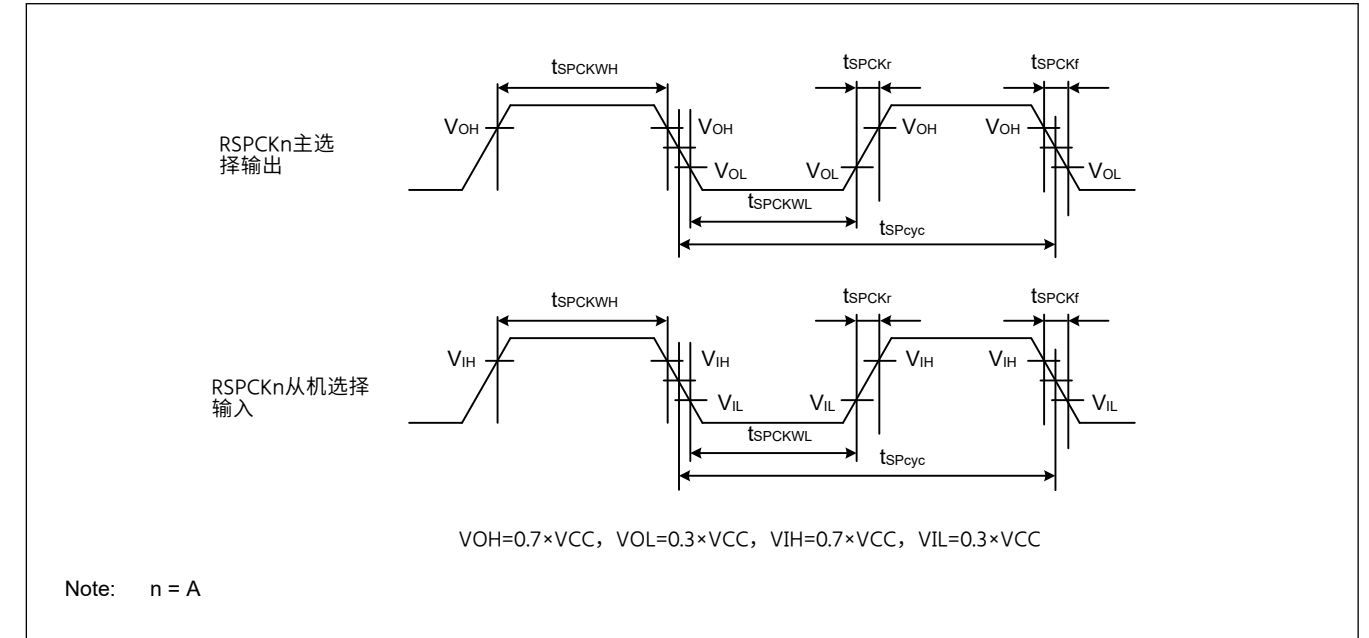 tSPCKWH
tSPCKr
tSPCKf
RSPCKn主选
择输出
VOH
VOH
VOL
VOL
VOH
VOH
VOL
tSPCKWL
tSPcyc
tSPCKWH
tSPCKr
tSPCKf
RSPCKn从机选择
输入
VIH
VIH
VIL
VIL
VIH
VIH
VIL
tSPCKWL
tSPcyc
VOH=0.7×VCC，VOL=0.3×VCC，VIH=0.7×VCC，VIL=0.3×VCC
Note: n = A